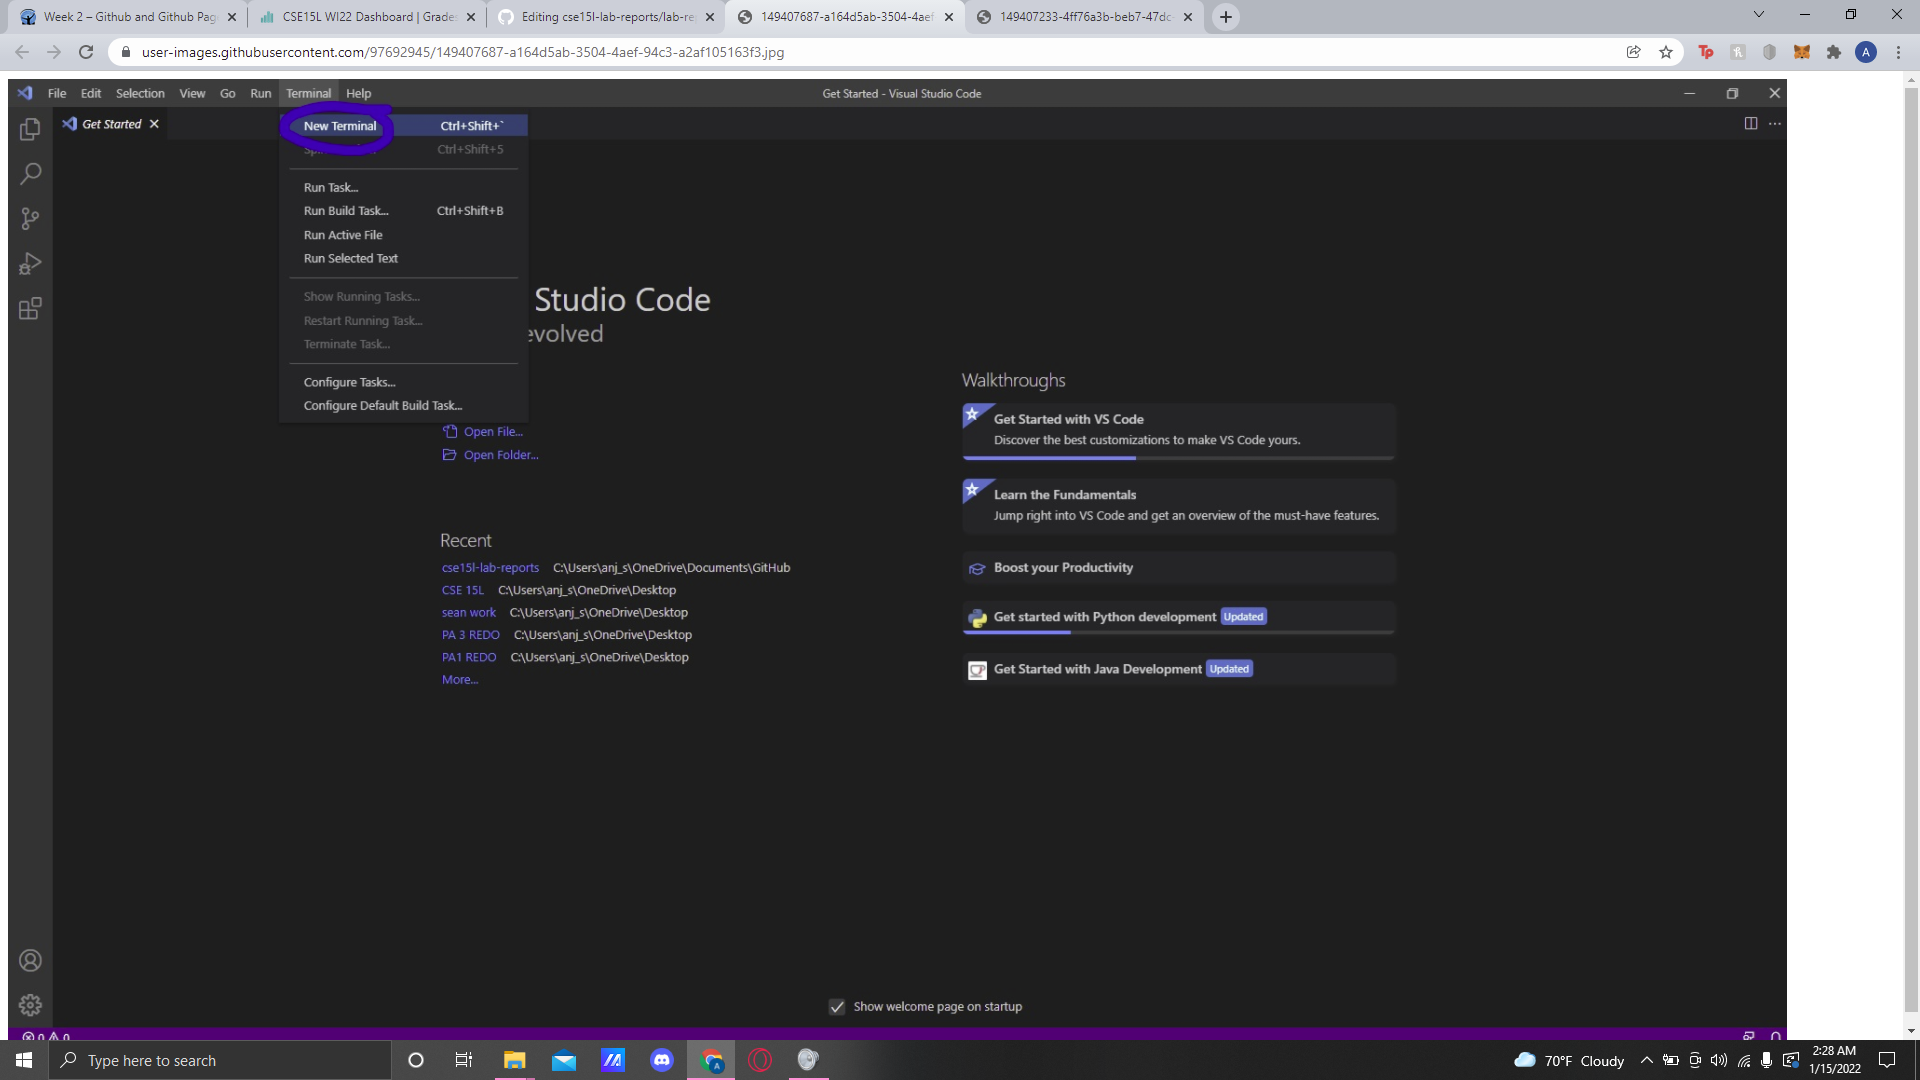 Week 2 – Github and Github Pag
CSE15L WI22 Dashboard | Grades
Editing cse15l-lab-reports/lab-re
149407687-a164d5ab-3504-4aef
149407233-4ff76a3b-beb7-47dc
user-images.githubusercontent.com/97692945/149407687-a164d5ab-3504-4aef-94c3-a2af105163f3.jpg
File Edit Selection View Go Run Terminal Help
Get Started - Visual Studio Code
Get Started
New Terminal Ctrl+Shift+`
Ctrl+Shift+5
Run Task...
Run Build Task... Ctrl+Shift+B
Run Active File
Run Selected Text
Show Running Tasks...
Restart Running Task...
Terminate Task...
Configure Tasks...
Configure Default Build Task...
Studio Code
evolved
Open File...
Open Folder...
Recent
cse15l-lab-reports C:\Users\anj_s\OneDrive\Documents\GitHub
CSE 15L C:\Users\anj_s\OneDrive\Desktop
sean work C:\Users\anj_s\OneDrive\Desktop
PA 3 REDO C:\Users\anj_s\OneDrive\Desktop
PA1 REDO C:\Users\anj_s\OneDrive\Desktop
More...
Walkthroughs
Get Started with VS Code
Discover the best customizations to make VS Code yours.
Learn the Fundamentals
Jump right into VS Code and get an overview of the must-have features.
Boost your Productivity
Get started with Python development Updated
Get Started with Java Development Updated
Show welcome page on startup
0 0
Type here to search
70°F Cloudy
2:28 AM
1/15/2022